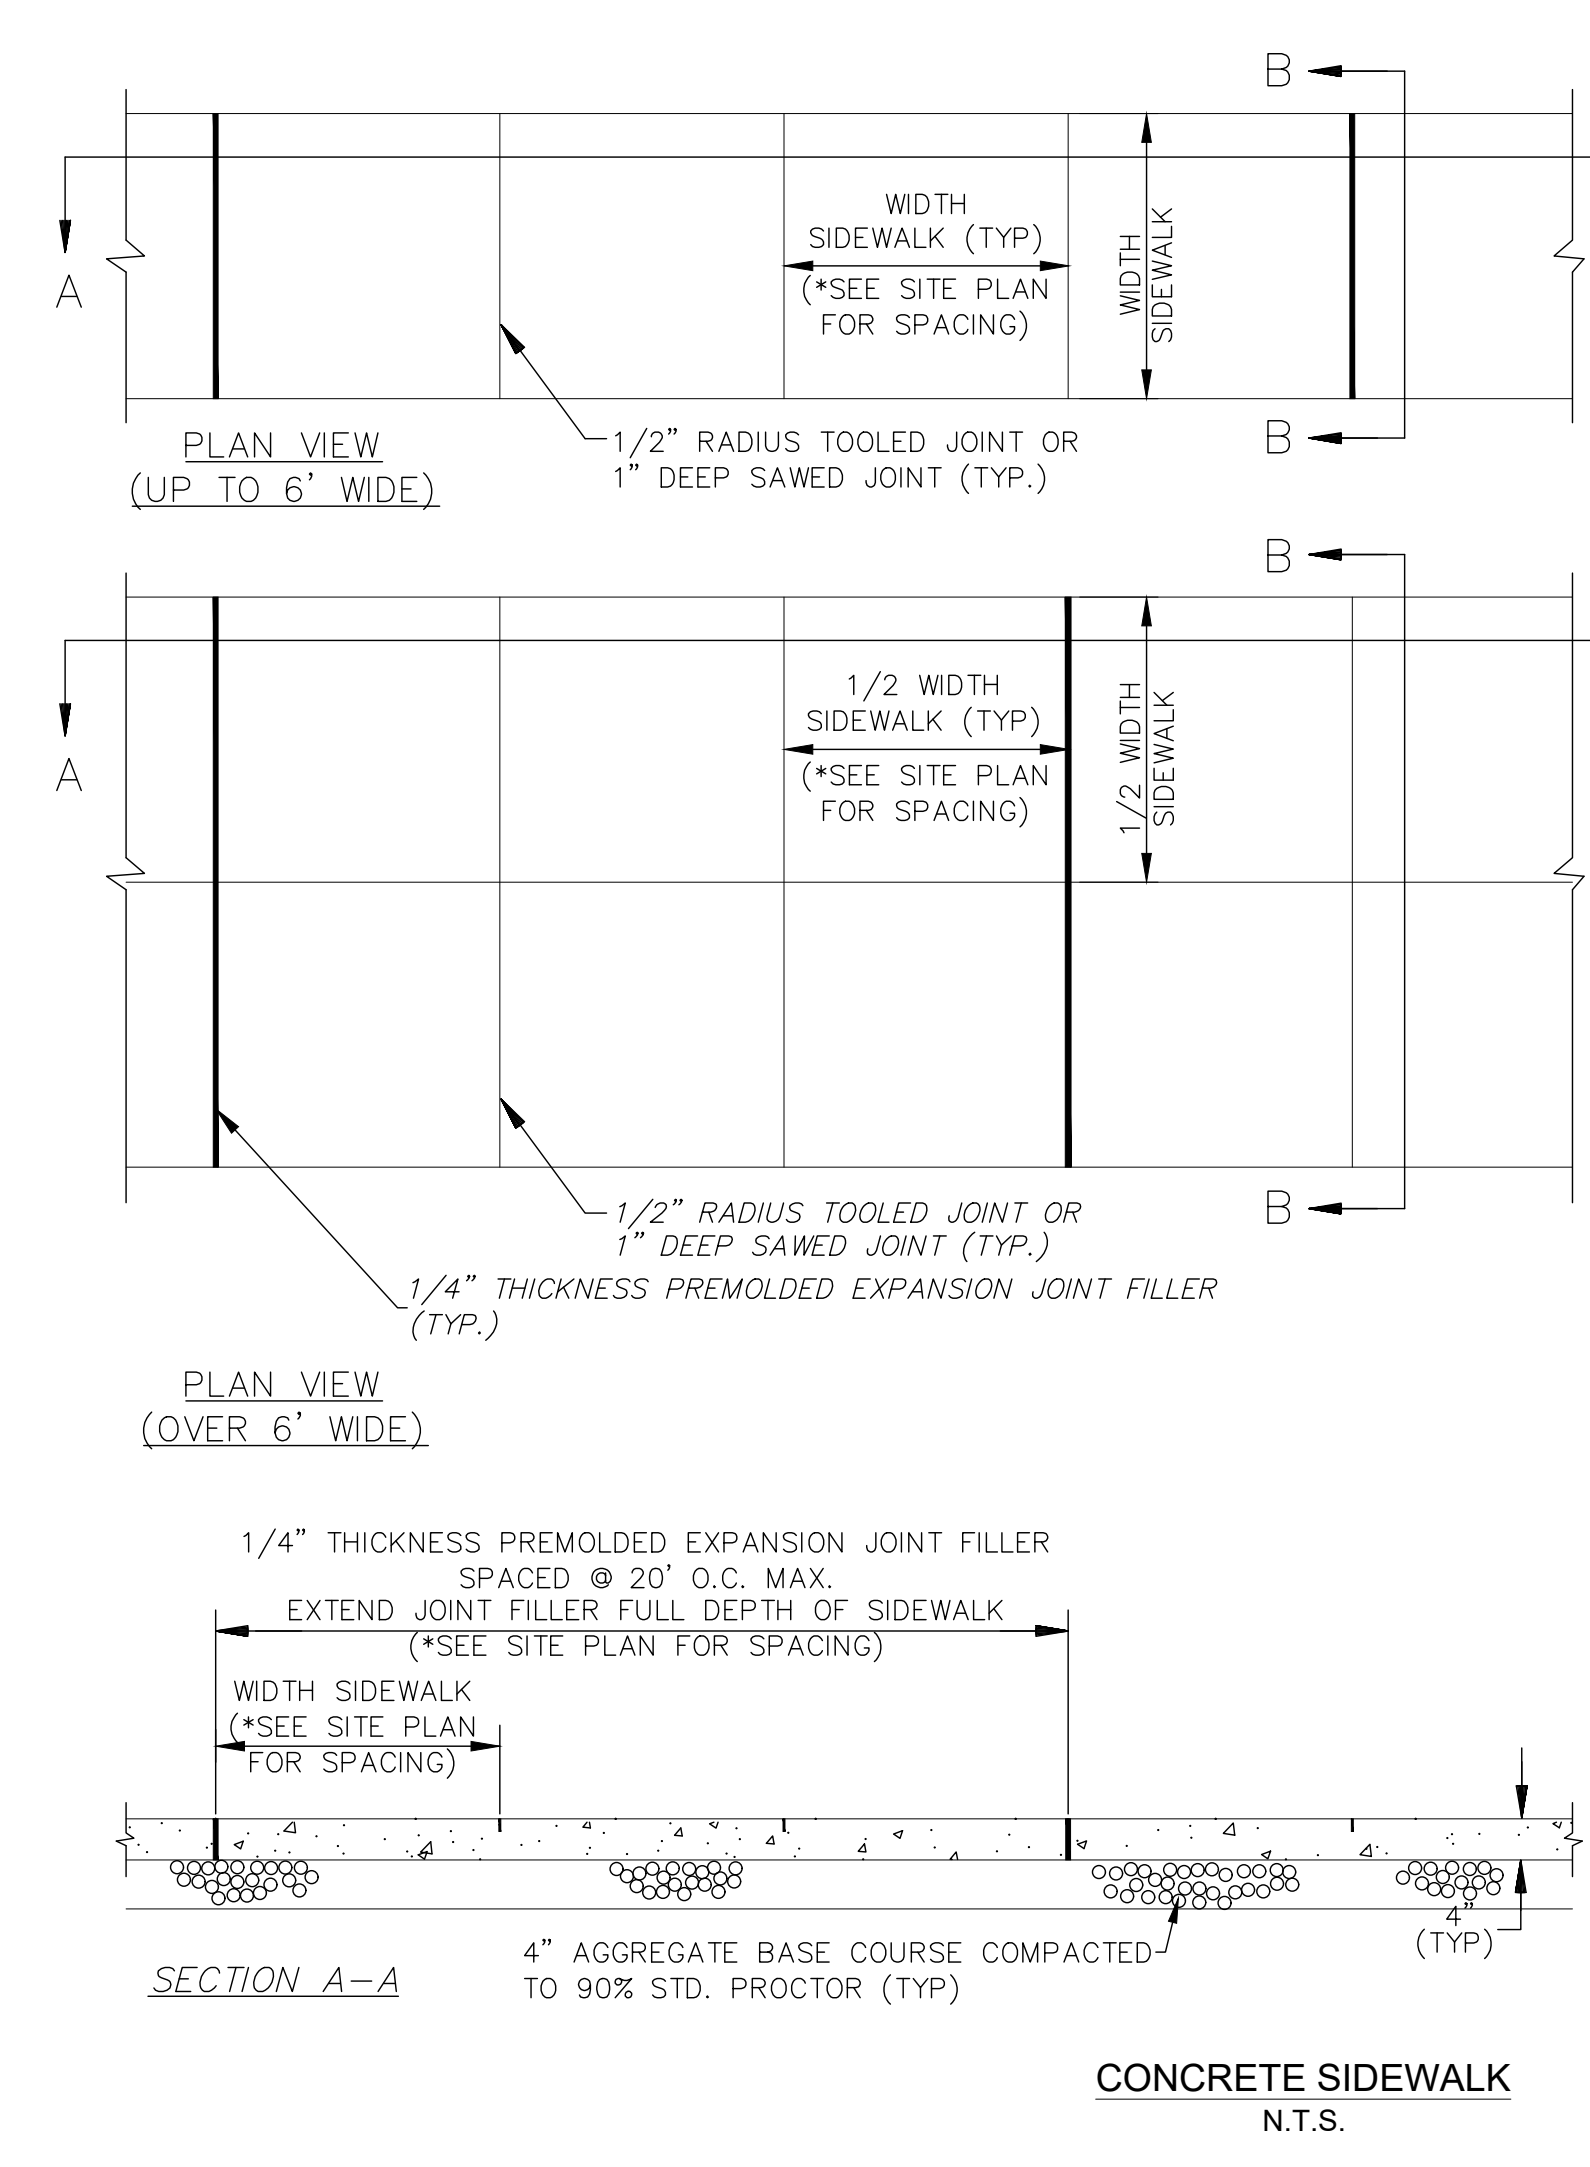 B
WIDTH
SIDEWALK (TYP)
(*SEE SITE PLAN
FOR SPACING)
WIDTH
SIDEWALK
A
PLAN VIEW
(UP TO 6' WIDE)
1/2" RADIUS TOOLED JOINT OR
1" DEEP SAWED JOINT (TYP.)
B
B
1/2 WIDTH
SIDEWALK (TYP)
(*SEE SITE PLAN
FOR SPACING)
1/2 WIDTH
SIDEWALK
A
1/2" RADIUS TOOLED JOINT OR
1" DEEP SAWED JOINT (TYP.)
B
1/4" THICKNESS PREMOLDED EXPANSION JOINT FILLER
(TYP.)
PLAN VIEW
(OVER 6' WIDE)
1/4" THICKNESS PREMOLDED EXPANSION JOINT FILLER
SPACED @ 20' O.C. MAX.
EXTEND JOINT FILLER FULL DEPTH OF SIDEWALK
(*SEE SITE PLAN FOR SPACING)
WIDTH SIDEWALK
(*SEE SITE PLAN
FOR SPACING)
4"
(TYP)
4" AGGREGATE BASE COURSE COMPACTED
TO 90% STD. PROCTOR (TYP)
SECTION A-A
CONCRETE SIDEWALK
N.T.S.